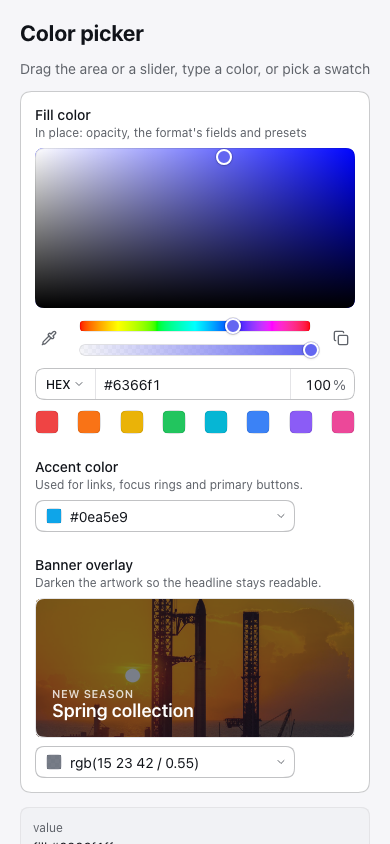 Color picker
Drag the area or a slider, type a color, or pick a swatch
Fill color
In place: opacity, the format's fields and presets
HEX
#6366f1
100 %
Accent color
Used for links, focus rings and primary buttons.
#0ea5e9
Banner overlay
Darken the artwork so the headline stays readable.
NEW SEASON
Spring collection
rgb(15 23 42 / 0.55)
value